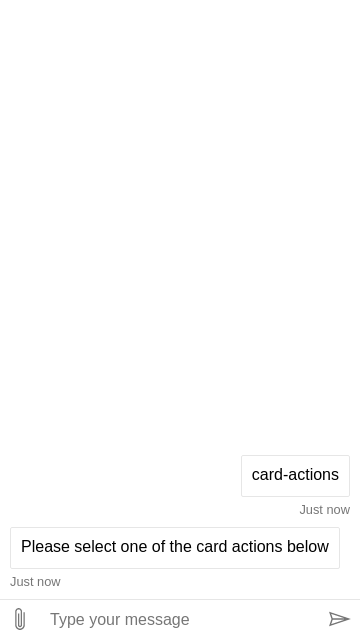 card-actions
Just now
Please select one of the card actions below
Just now
Type your message